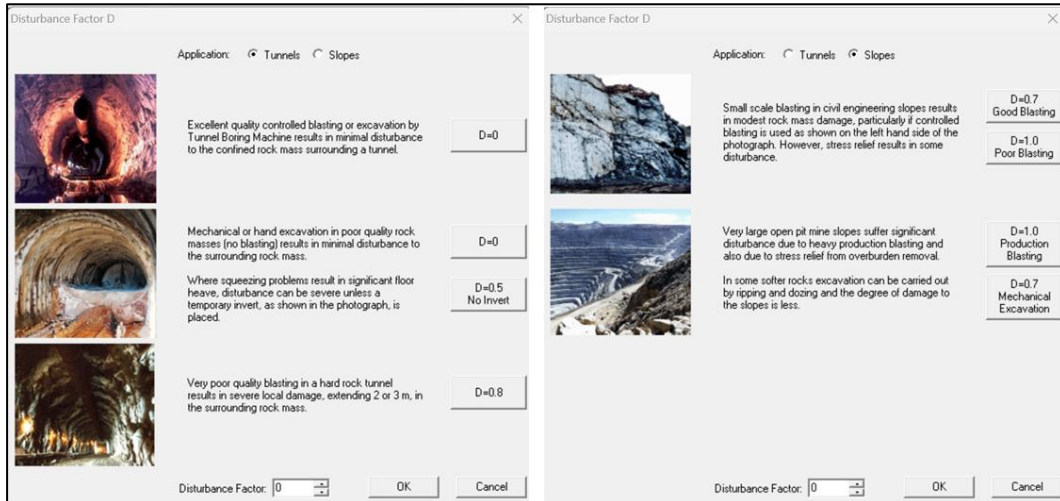 Disturbance Factor D
Application: Tunnels Slopes
Excellent quality controlled blasting or excavation by
Tunnel Boring Machine results in minimal disturbance
to the confined rock mass surrounding a tunnel.
D=0
Mechanical or hand excavation in poor quality rock
masses (no blasting) results in minimal disturbance to
the surrounding rock mass.
D=0
Where squeezing problems result in significant floor
heave, disturbance can be severe unless a
temporary invert, as shown in the photograph, is
placed.
D=0.5
No Invert
Very poor quality blasting in a hard rock tunnel
results in severe local damage, extending 2 or 3 m, in
the surrounding rock mass.
D=0.8
Disturbance Factor: 0
OK
Cancel
Disturbance Factor D
Application: Tunnels Slopes
Small scale blasting in civil engineering slopes results
in modest rock mass damage, particularly if controlled
blasting is used as shown on the left hand side of the
photograph. However, stress relief results in some
disturbance.
D=0.7
Good Blasting
D=1.0
Poor Blasting
Very large open pit mine slopes suffer significant
disturbance due to heavy production blasting and
also due to stress relief from overburden removal.
In some softer rocks excavation can be carried out
by ripping and dozing and the degree of damage to
the slopes is less.
D=1.0
Production
Blasting
D=0.7
Mechanical
Excavation
Disturbance Factor: 0
OK
Cancel